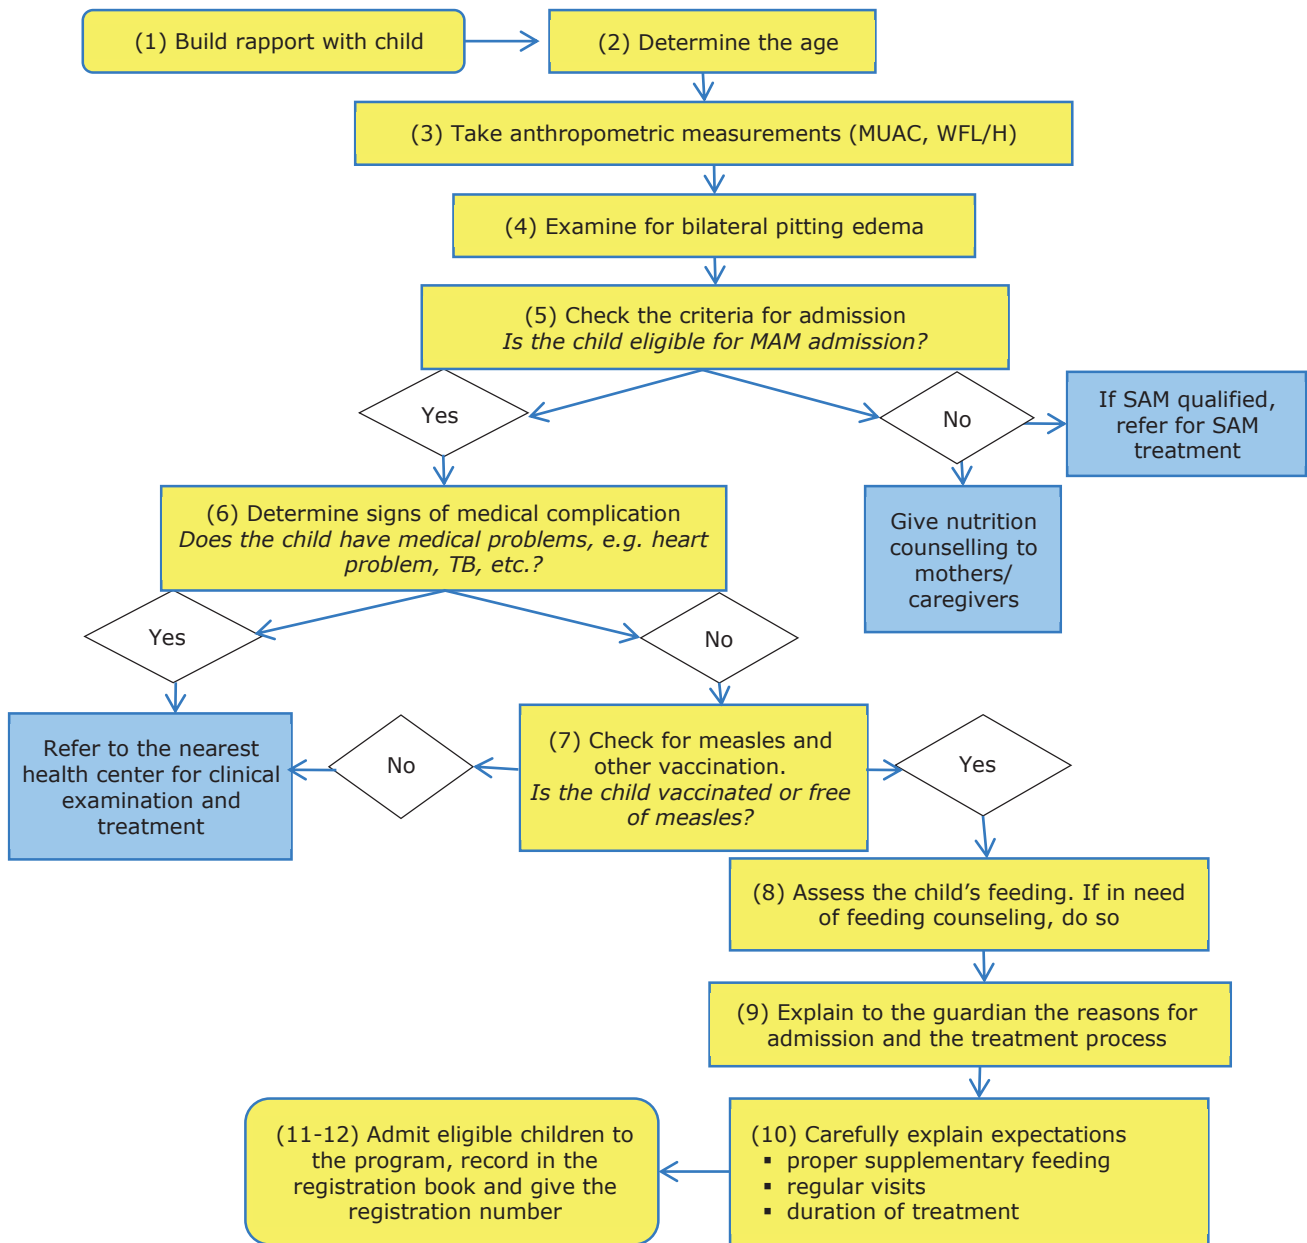 (1) Build rapport with child
(2) Determine the age
(3) Take anthropometric measurements (MUAC, WFL/H)
(4) Examine for bilateral pitting edema
(5) Check the criteria for admission
Is the child eligible for MAM admission?
Yes
No
If SAM qualified,
refer for SAM
treatment
Give nutrition
counselling to
mothers/
caregivers
(6) Determine signs of medical complication
Does the child have medical problems, e.g. heart
problem, TB, etc.?
Yes
No
Refer to the nearest
health center for clinical
examination and
treatment
No
(7) Check for measles and
other vaccination.
Is the child vaccinated or free
of measles?
Yes
(8) Assess the child’s feeding. If in need
of feeding counseling, do so
(9) Explain to the guardian the reasons for
admission and the treatment process
(10) Carefully explain expectations
▪ proper supplementary feeding
▪ regular visits
▪ duration of treatment
(11-12) Admit eligible children to
the program, record in the
registration book and give the
registration number